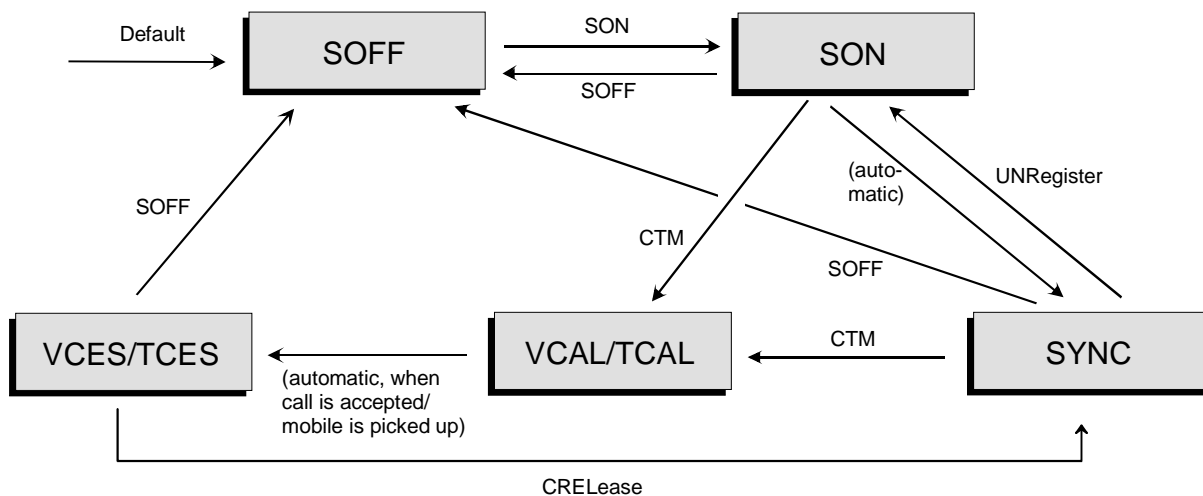 Default
SOFF
SON
SON
SOFF
(auto-
matic)
UNRegister
SOFF
CTM
SOFF
VCES/TCES
VCAL/TCAL
CTM
SYNC
(automatic, when
call is accepted/
mobile is picked up)
CRELease